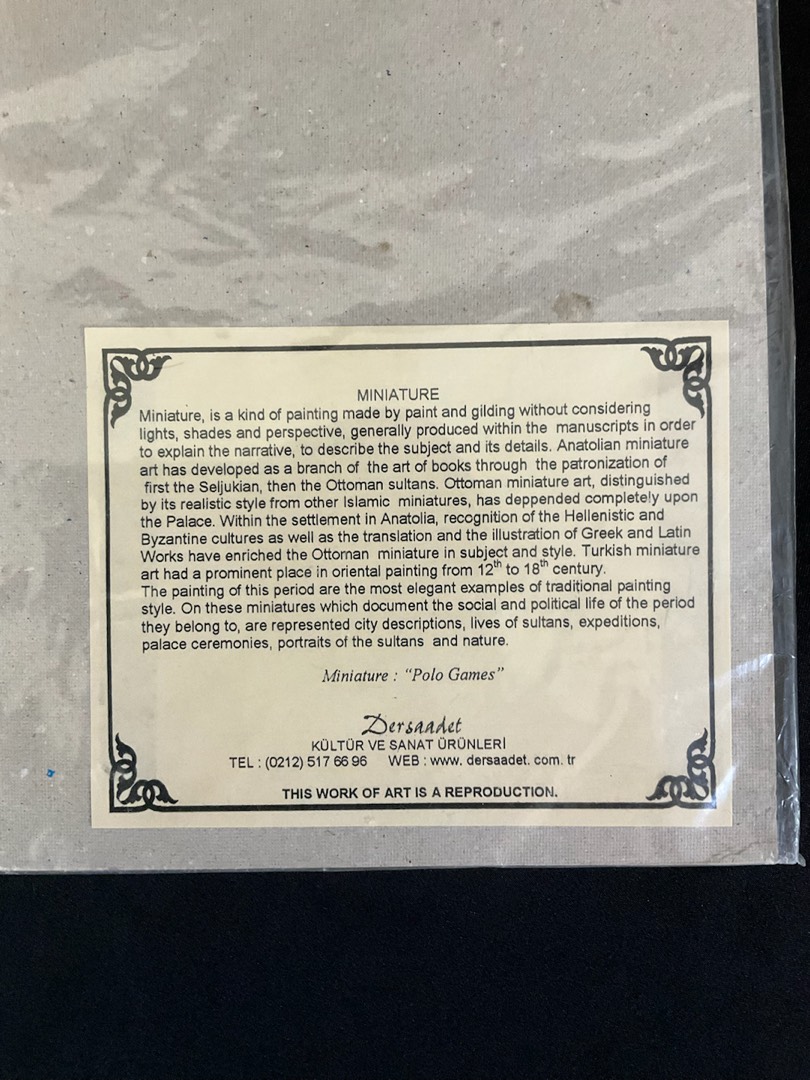 MINIATURE
Miniature, is a kind of painting made by paint and gilding without considering
lights, shades and perspective, generally produced within the manuscripts in order
to explain the narrative, to describe the subject and its details. Anatolian miniature
art has developed as a branch of the art of books through the patronization of
first the Seljukian, then the Ottoman sultans. Ottoman miniature art, distinguished
by its realistic style from other Islamic miniatures, has deppended completely upon
the Palace. Within the settlement in Anatolia, recognition of the Hellenistic and
Byzantine cultures as well as the translation and the illustration of Greek and Latin
Works have enriched the Ottoman miniature in subject and style. Turkish miniature
art had a prominent place in oriental painting from 12th to 18th century.
The painting of this period are the most elegant examples of traditional painting
style. On these miniatures which document the social and political life of the period
they belong to, are represented city descriptions, lives of sultans, expeditions,
palace ceremonies, portraits of the sultans and nature.
Miniature : “Polo Games”
Dersaadet
KÜLTÜR VE SANAT ÜRÜNLERİ
TEL : (0212) 517 66 96 WEB : www. dersaadet. com. tr
THIS WORK OF ART IS A REPRODUCTION.